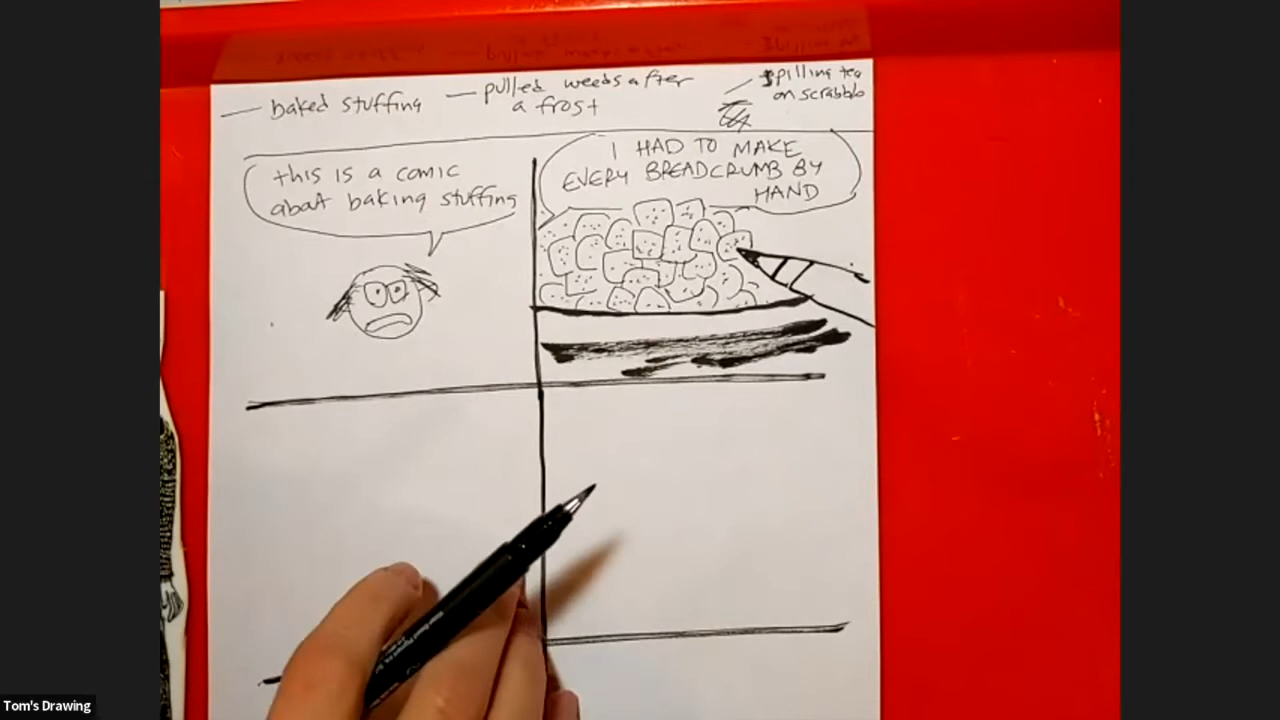 baked stuffing
pulled weeds after
a frost
spilling tea
on scrabble
this is a comic
about baking stuffing
I HAD TO MAKE
EVERY BREADCRUMB BY
HAND
Tom's Drawing